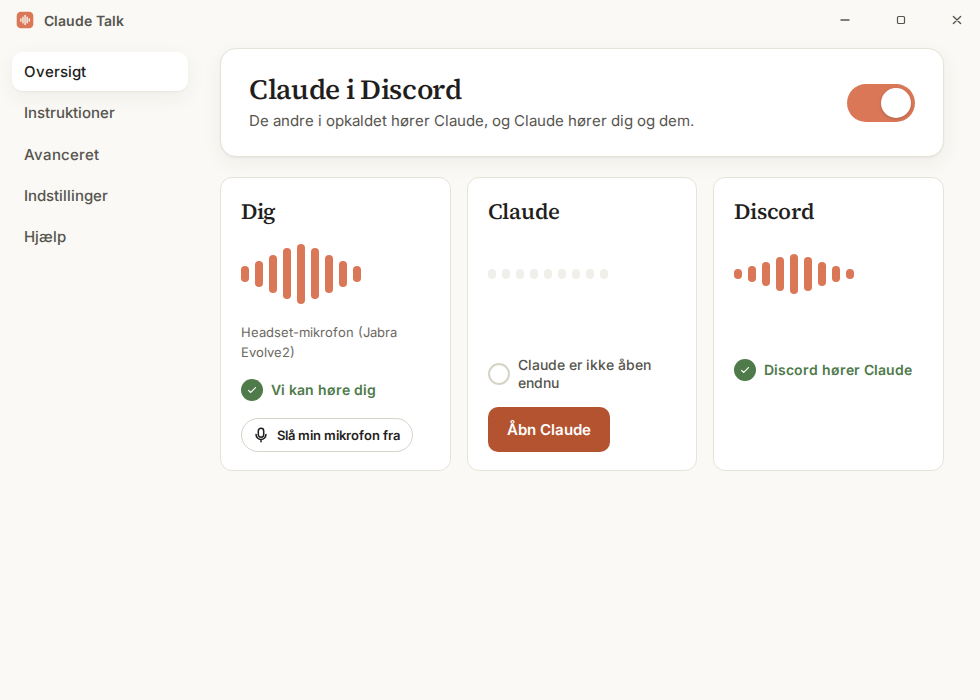 Claude Talk
Oversigt
Instruktioner
Avanceret
Indstillinger
Hjælp
Claude i Discord
De andre i opkaldet hører Claude, og Claude hører dig og dem.
Dig
Headset-mikrofon (Jabra
Evolve2)
Vi kan høre dig
Slå min mikrofon fra
Claude
Claude er ikke åben
endnu
Åbn Claude
Discord
Discord hører Claude